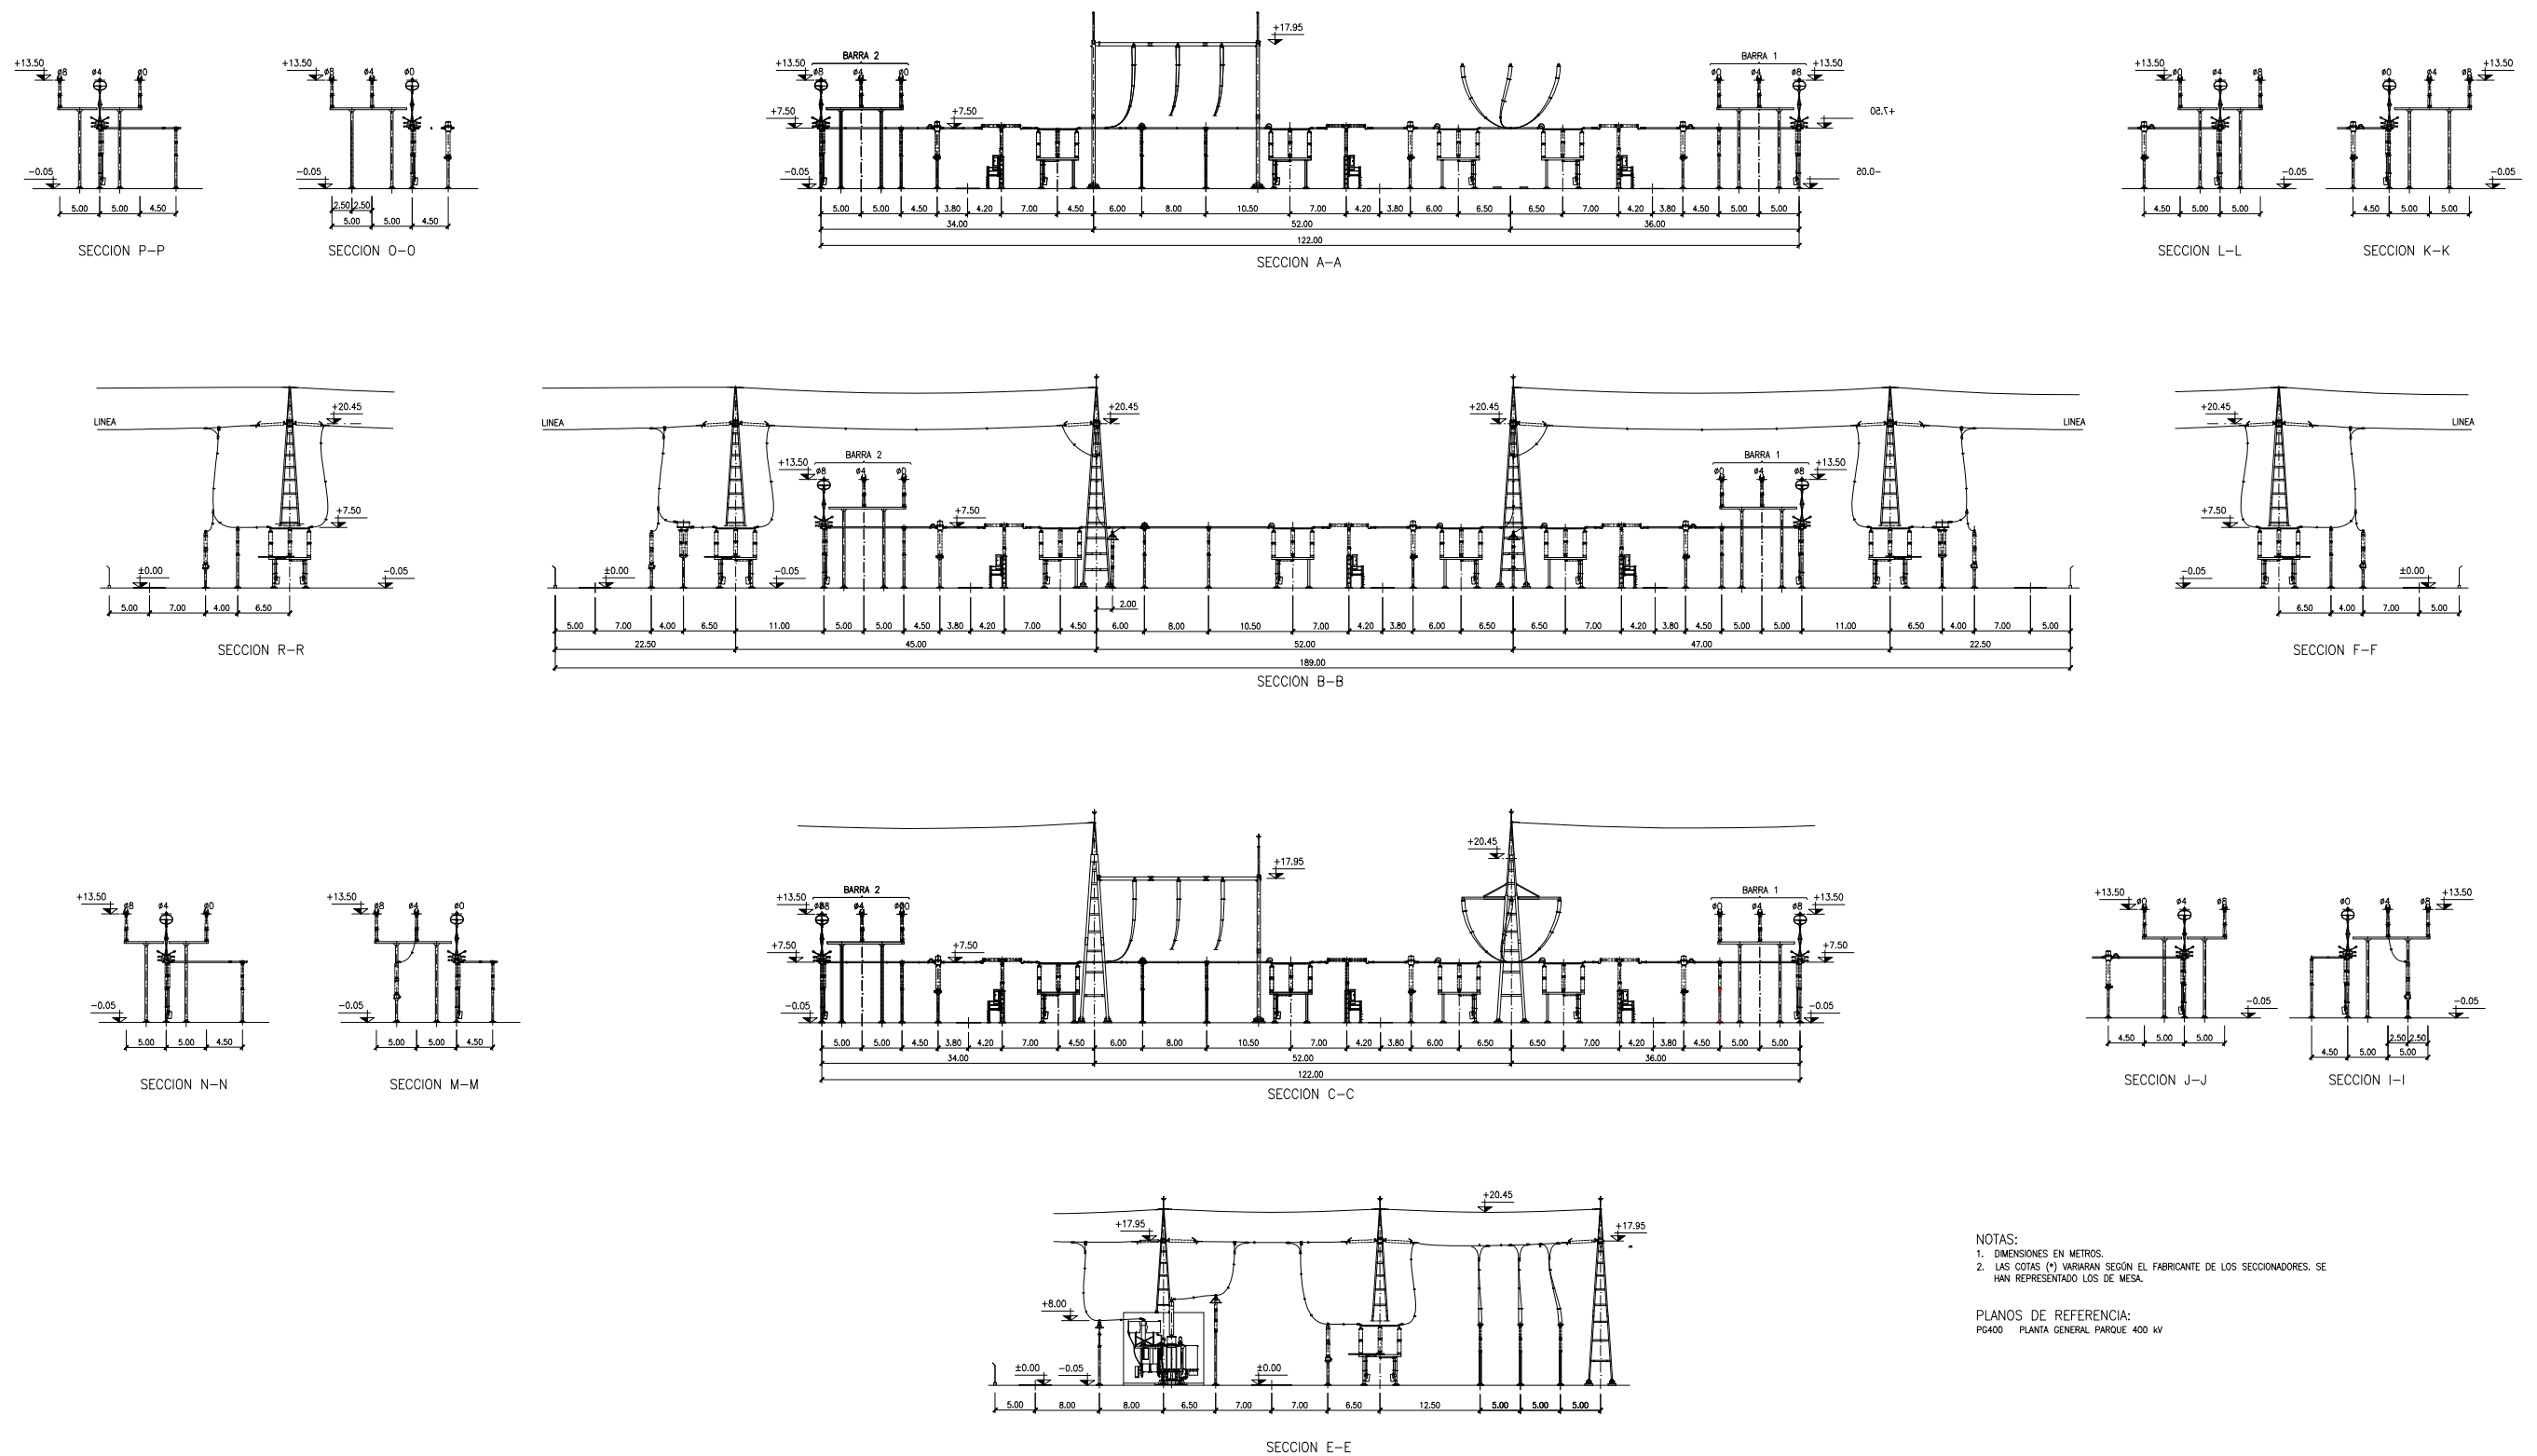 +13.50 ø8 ø4 ø0
-0.05
5.00 5.00 4.50
SECCION P-P
+13.50 ø8 ø4 ø0
-0.05
2.50 2.50
5.00 5.00 4.50
SECCION O-O
+17.95
BARRA 2 BARRA 1
+13.50 ø8 ø4 ø0 ø0 ø4 ø8 +13.50
+7.50 +7.50 +7.50
-0.05 -0.05
5.00 5.00 4.50 3.80 4.20 7.00 4.50 6.00 8.00 10.50 7.00 4.20 3.80 6.00 6.50 6.50 7.00 4.20 3.80 4.50 5.00 5.00
34.00 52.00 36.00
122.00
SECCION A-A
+13.50 ø0 ø4 ø8
-0.05
4.50 5.00 5.00
SECCION L-L
ø0 ø4 ø8 +13.50
-0.05
4.50 5.00 5.00
SECCION K-K
+20.45
LINEA
+7.50
±0.00 -0.05
5.00 7.00 4.00 6.50
SECCION R-R
+20.45 +20.45
LINEA LINEA
BARRA 2 BARRA 1
+13.50 ø8 ø4 ø0 ø0 ø4 ø8 +13.50
+7.50
±0.00 -0.05
2.00
5.00 7.00 4.00 6.50 11.00 5.00 5.00 4.50 3.80 4.20 7.00 4.50 6.00 8.00 10.50 7.00 4.20 3.80 6.00 6.50 6.50 7.00 4.20 3.80 4.50 5.00 5.00 11.00 6.50 4.00 7.00 5.00
22.50 45.00 52.00 47.00 22.50
189.00
SECCION B-B
+20.45
LINEA
+7.50
-0.05 ±0.00
6.50 4.00 7.00 5.00
SECCION F-F
+13.50 ø8 ø4 ø0
-0.05
5.00 5.00 4.50
SECCION N-N
+13.50 ø8 ø4 ø0
-0.05
5.00 5.00 4.50
SECCION M-M
+20.45
+17.95
BARRA 2 BARRA 1
+13.50 ø4 ø0 ø4 ø8 +13.50
+7.50 +7.50 +7.50
-0.05 -0.05
5.00 5.00 4.50 3.80 4.20 7.00 4.50 6.00 8.00 10.50 7.00 4.20 3.80 6.00 6.50 6.50 7.00 4.20 3.80 4.50 5.00 5.00
34.00 52.00 36.00
122.00
SECCION C-C
+13.50 ø0 ø4 ø8
-0.05
4.50 5.00 5.00
SECCION J-J
ø0 ø4 ø8 +13.50
-0.05
2.50 2.50
4.50 5.00 5.00
SECCION I-I
+20.45
+17.95 +17.95
+8.00
±0.00 -0.05 ±0.00
5.00 8.00 8.00 6.50 7.00 7.00 6.50 12.50 5.00 5.00 5.00
SECCION E-E
NOTAS:
1. DIMENSIONES EN METROS.
2. LAS COTAS (*) VARIARAN SEGÚN EL FABRICANTE DE LOS SECCIONADORES. SE
HAN REPRESENTADO LOS DE MESA.
PLANOS DE REFERENCIA:
PG400 PLANTA GENERAL PARQUE 400 kV